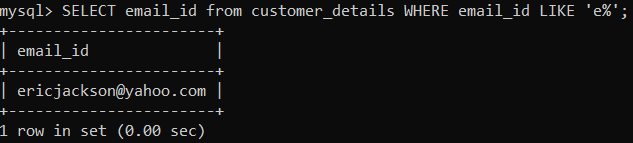 mysql> SELECT email_id from customer_details WHERE email_id LIKE 'e%';
+-----------------------+
| email_id              |
+-----------------------+
| ericjackson@yahoo.com |
+-----------------------+
1 row in set (0.00 sec)